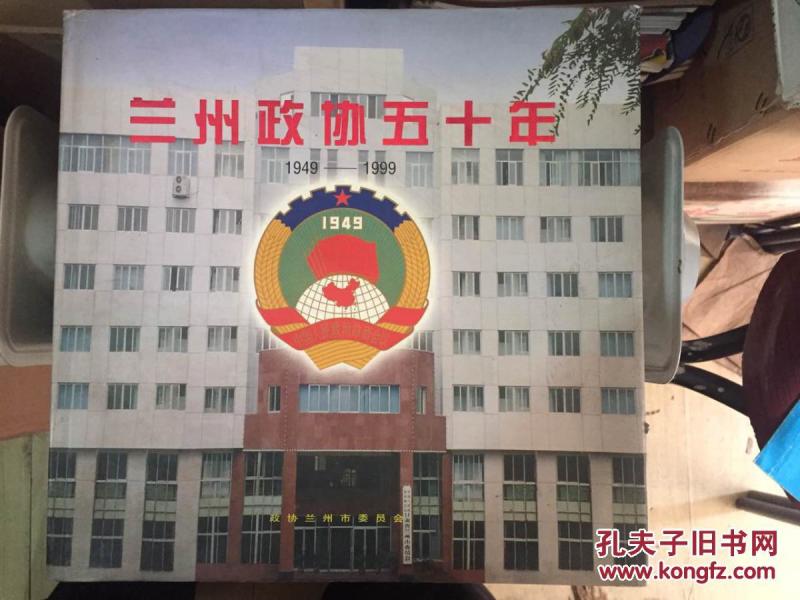 兰州政协五十年
1949 —— 1999
1949
政协兰州市委员会
孔夫子旧书网
www.kongfz.com